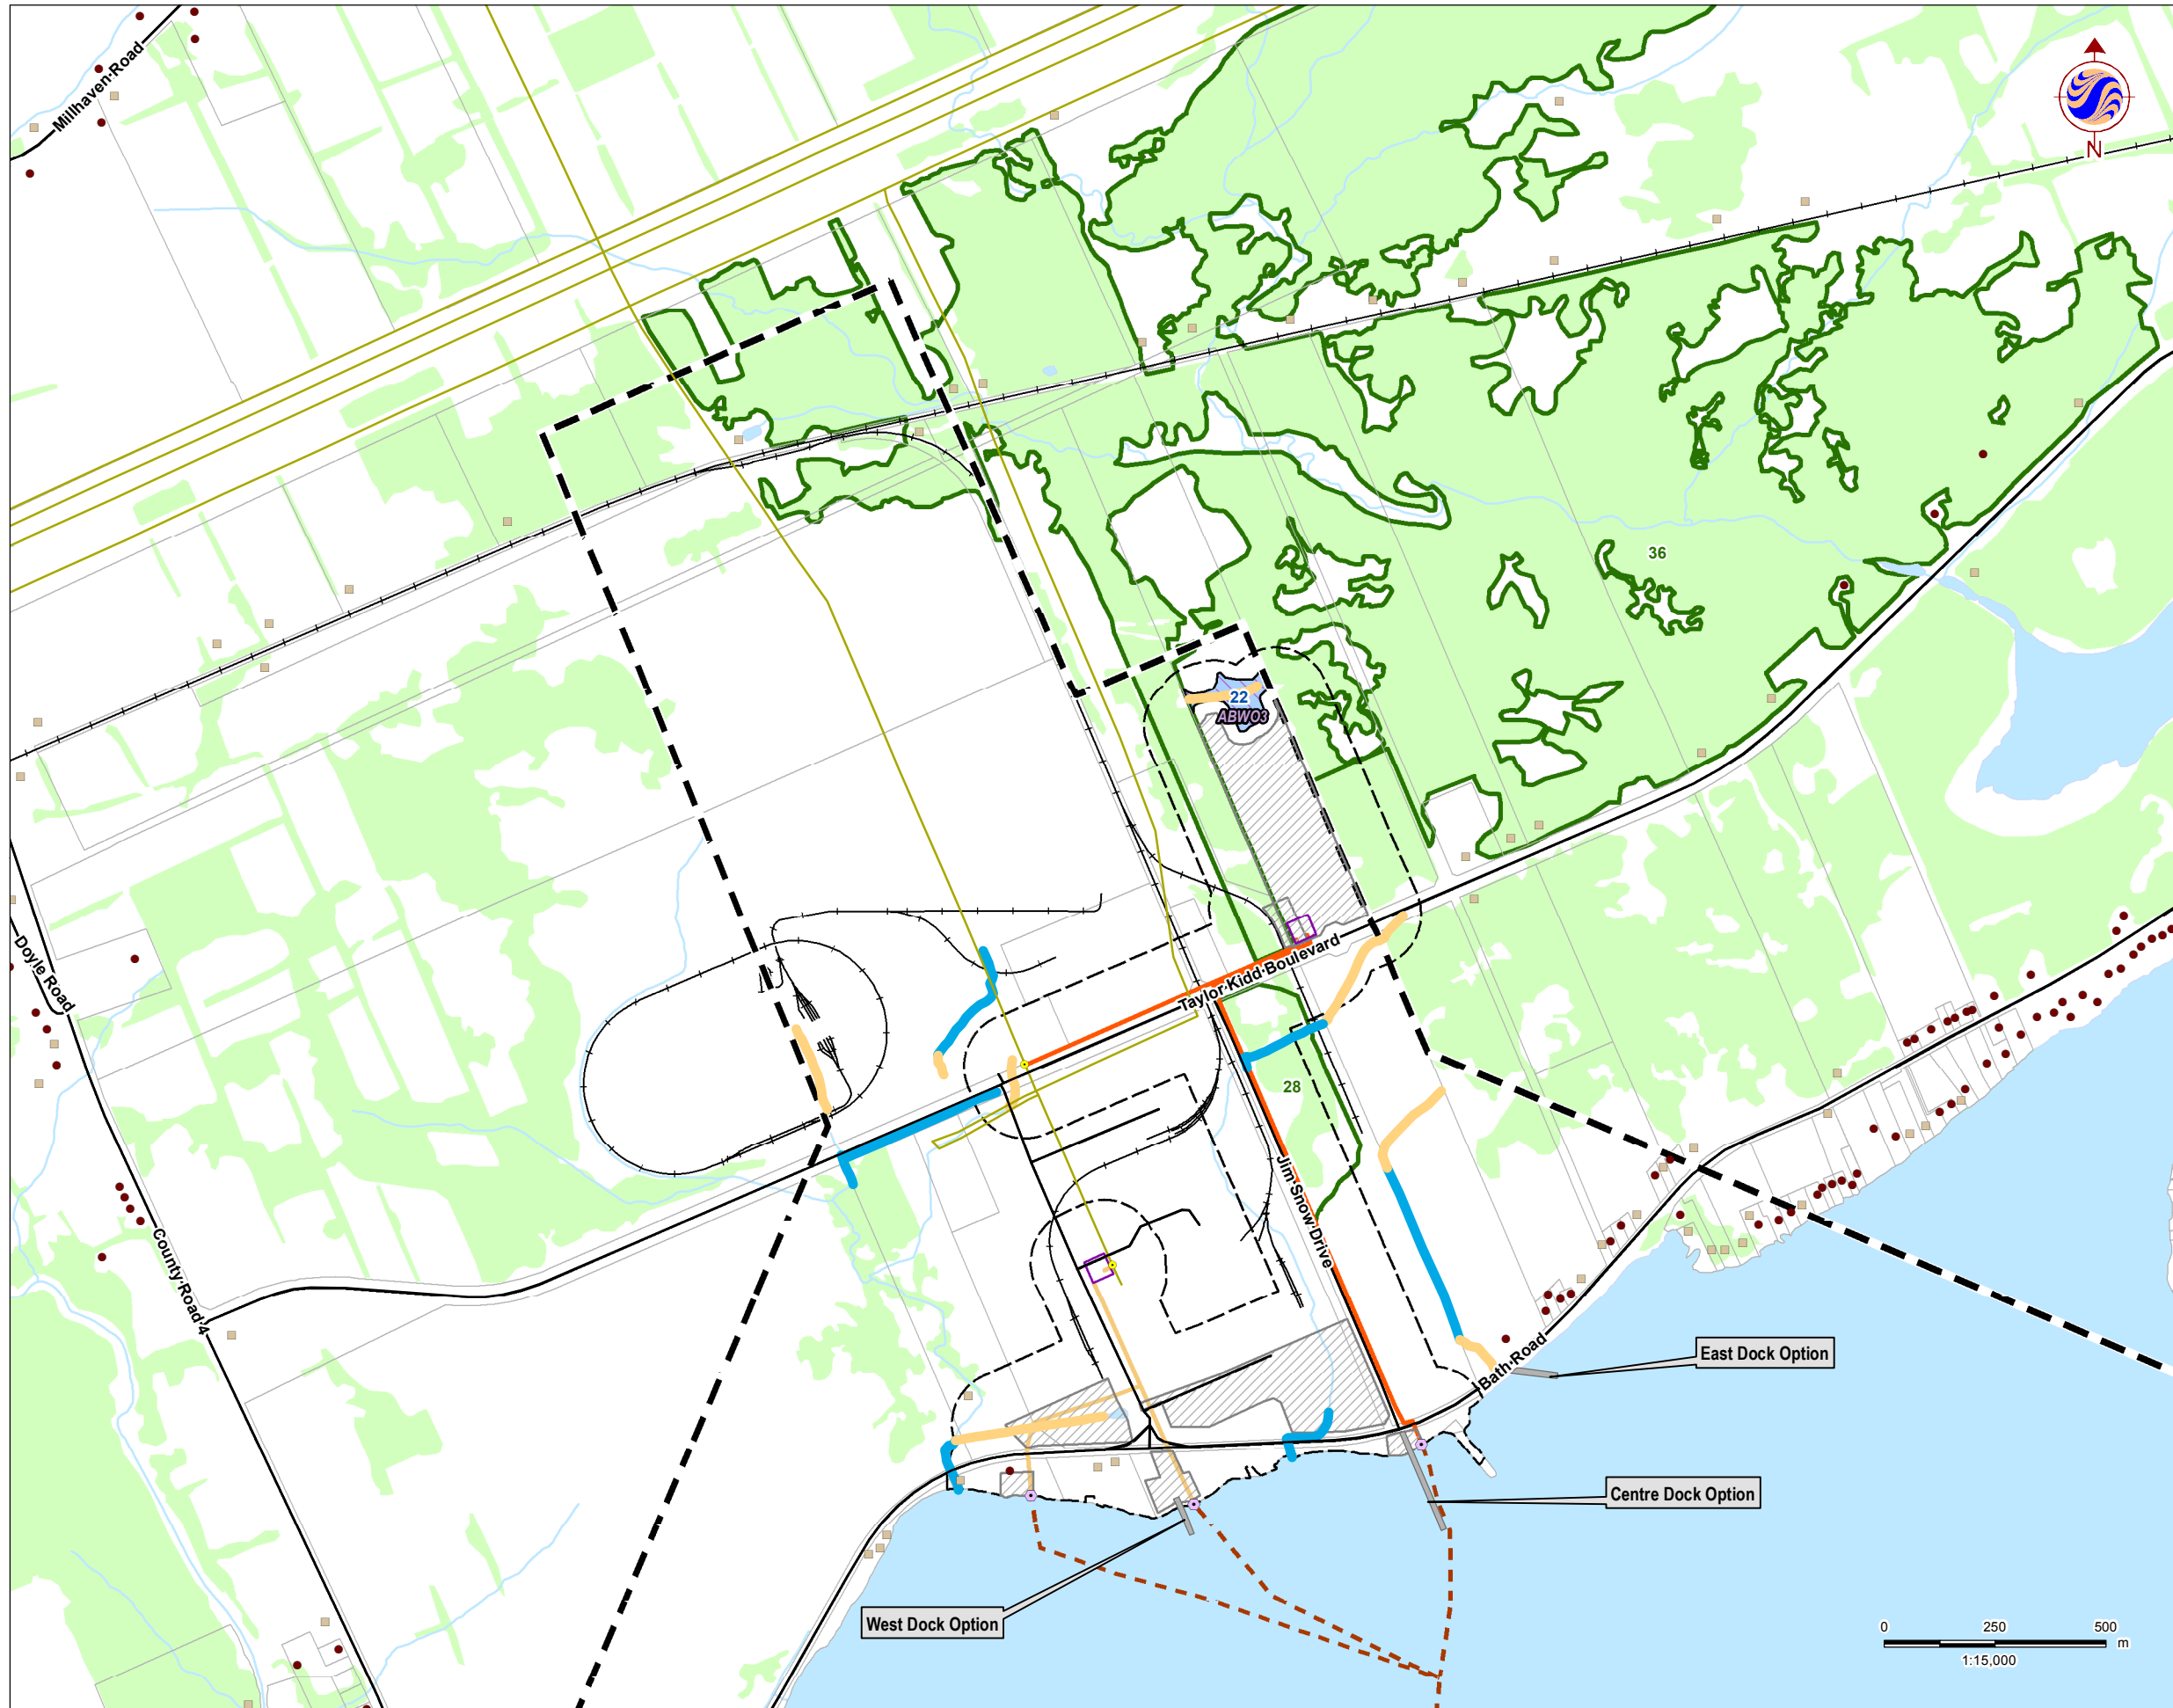 Millhaven Road
N
36
22
ABWO3
Taylor Kidd Boulevard
Doyle Road
28
Jim Snow Drive
County Road 4
East Dock Option
Bath Road
Centre Dock Option
West Dock Option
0 250 500
m
1:15,000